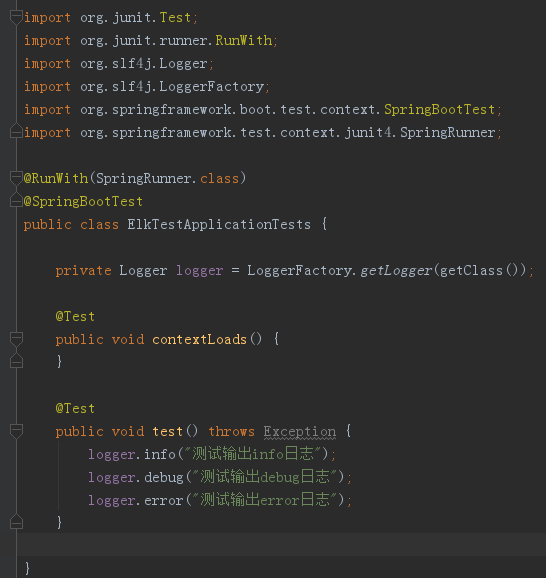 import org.junit.Test;
import org.junit.runner.RunWith;
import org.slf4j.Logger;
import org.slf4j.LoggerFactory;
import org.springframework.boot.test.context.SpringBootTest;
import org.springframework.test.context.junit4.SpringRunner;
@RunWith(SpringRunner.class)
@SpringBootTest
public class ElkTestApplicationTests {
private Logger logger = LoggerFactory.getLogger(getClass());
@Test
public void contextLoads() {
}
@Test
public void test() throws Exception {
logger.info("测试输出info日志");
logger.debug("测试输出debug日志");
logger.error("测试输出error日志");
}
}